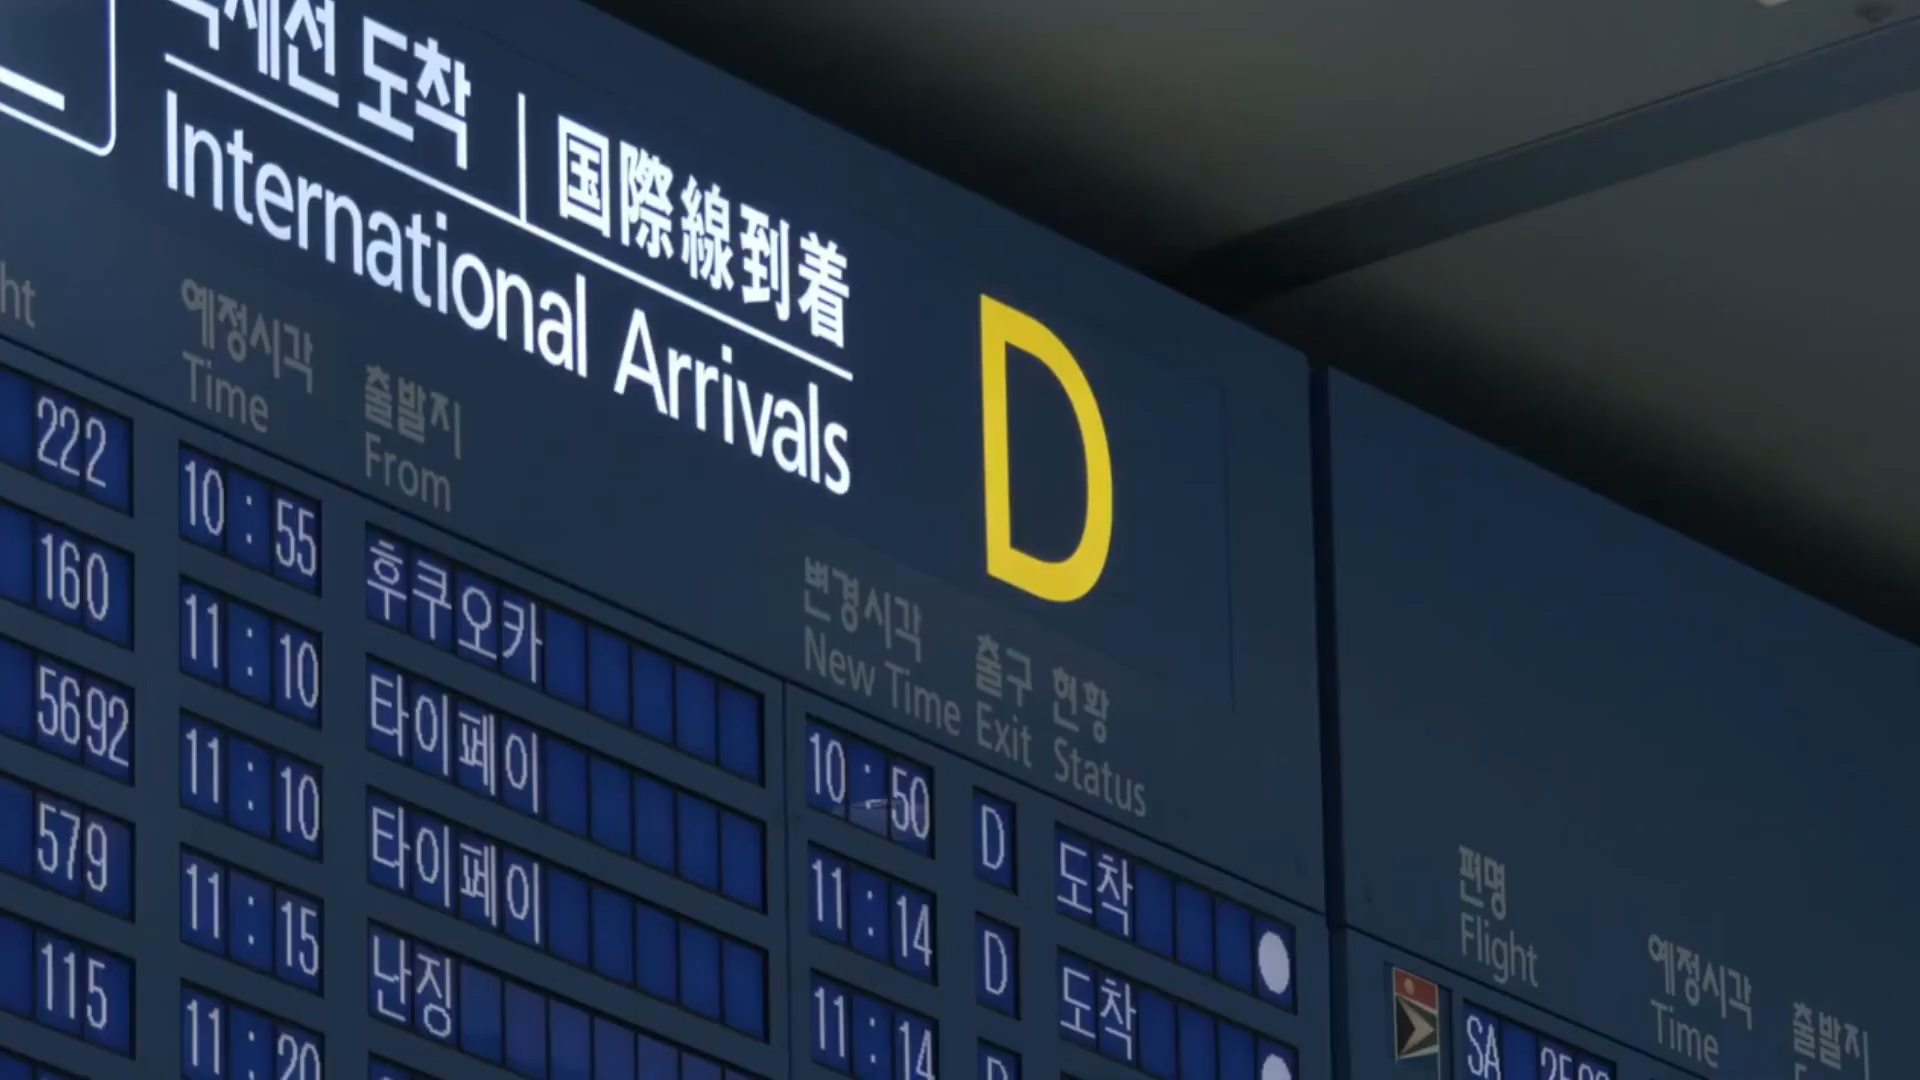 국제선 도착 国際線到着
International Arrivals
D
예정시각
Time
출발지
From
변경시각
New Time
출구
Exit
현황
Status
222 10:55 후쿠오카 10:50 D 도착
160 11:10 타이페이 11:14 D 도착
5692 11:10 타이페이 11:14 D
579 11:15 난징
115 11:20
편명
Flight
예정시각
Time
출발지
SA